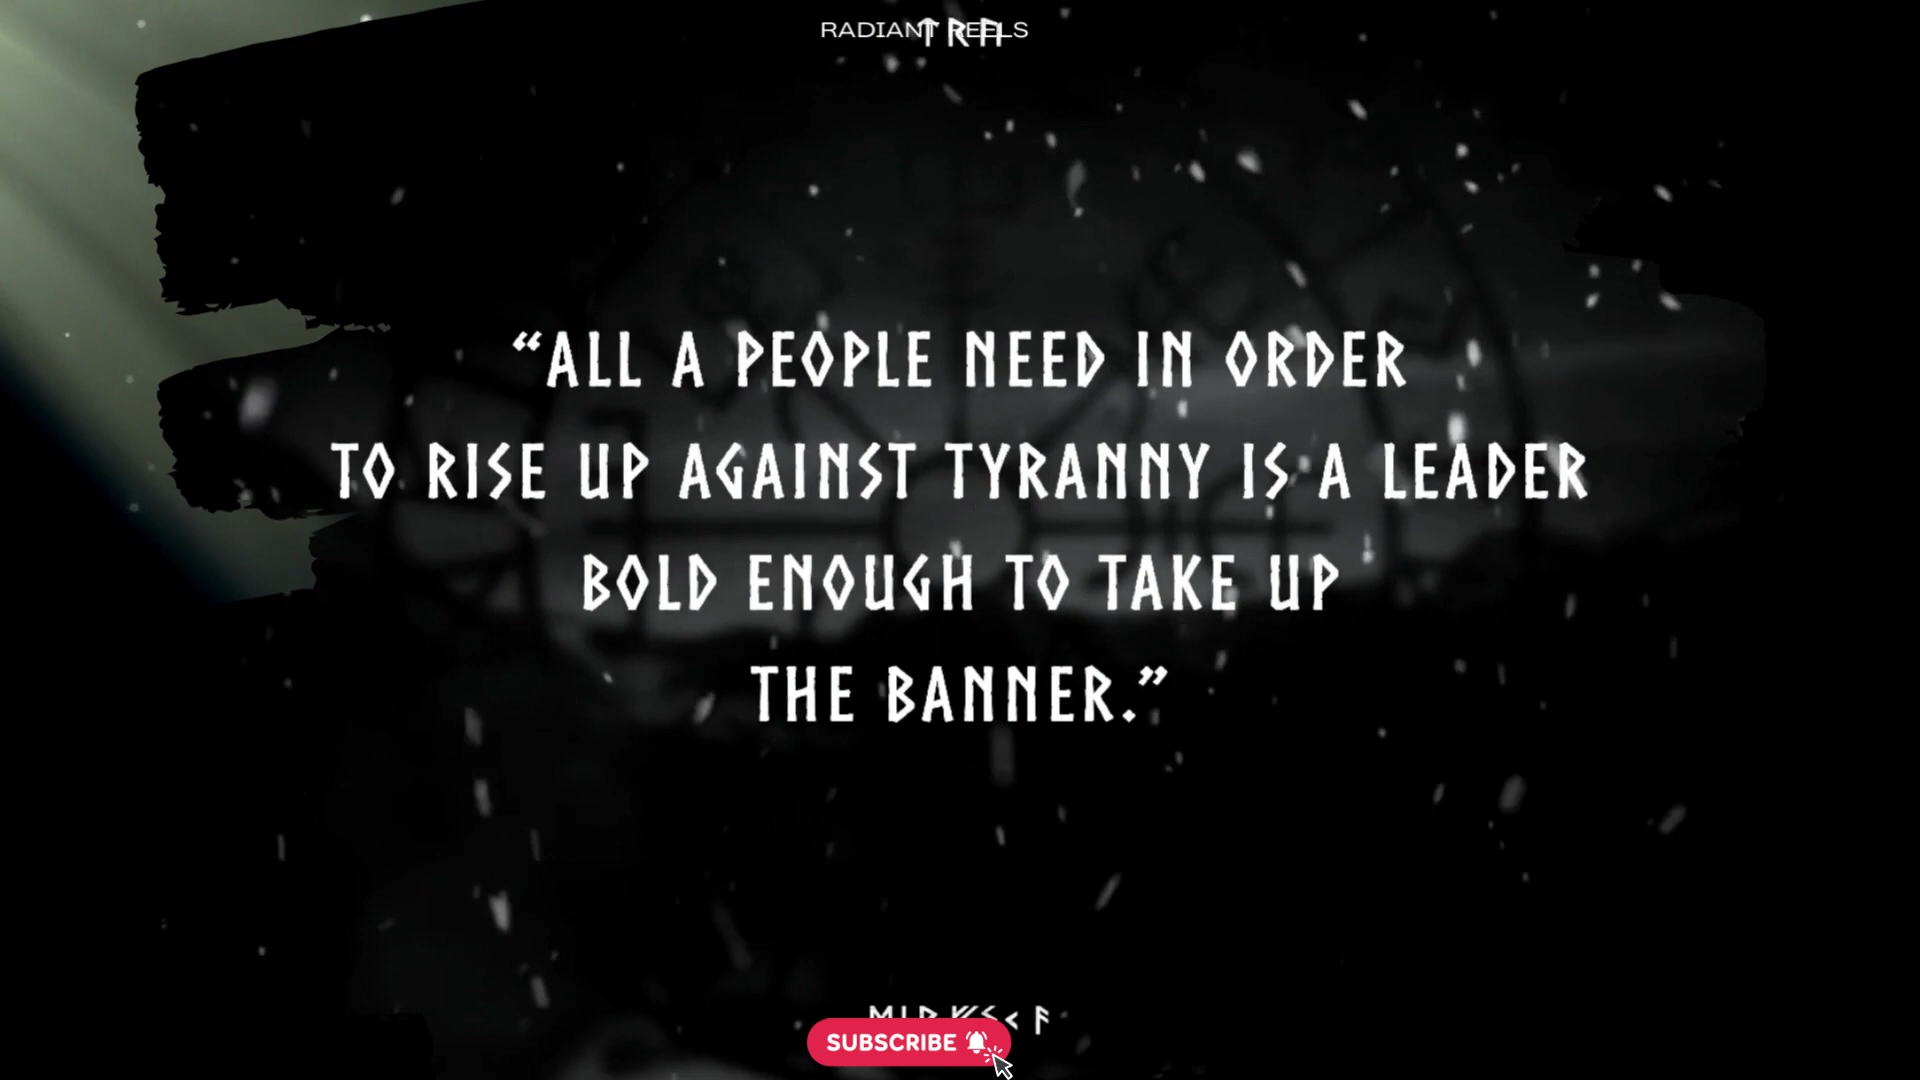 RADIANT REELS
“ALL A PEOPLE NEED IN ORDER
TO RISE UP AGAINST TYRANNY IS A LEADER
BOLD ENOUGH TO TAKE UP
THE BANNER.”
SUBSCRIBE